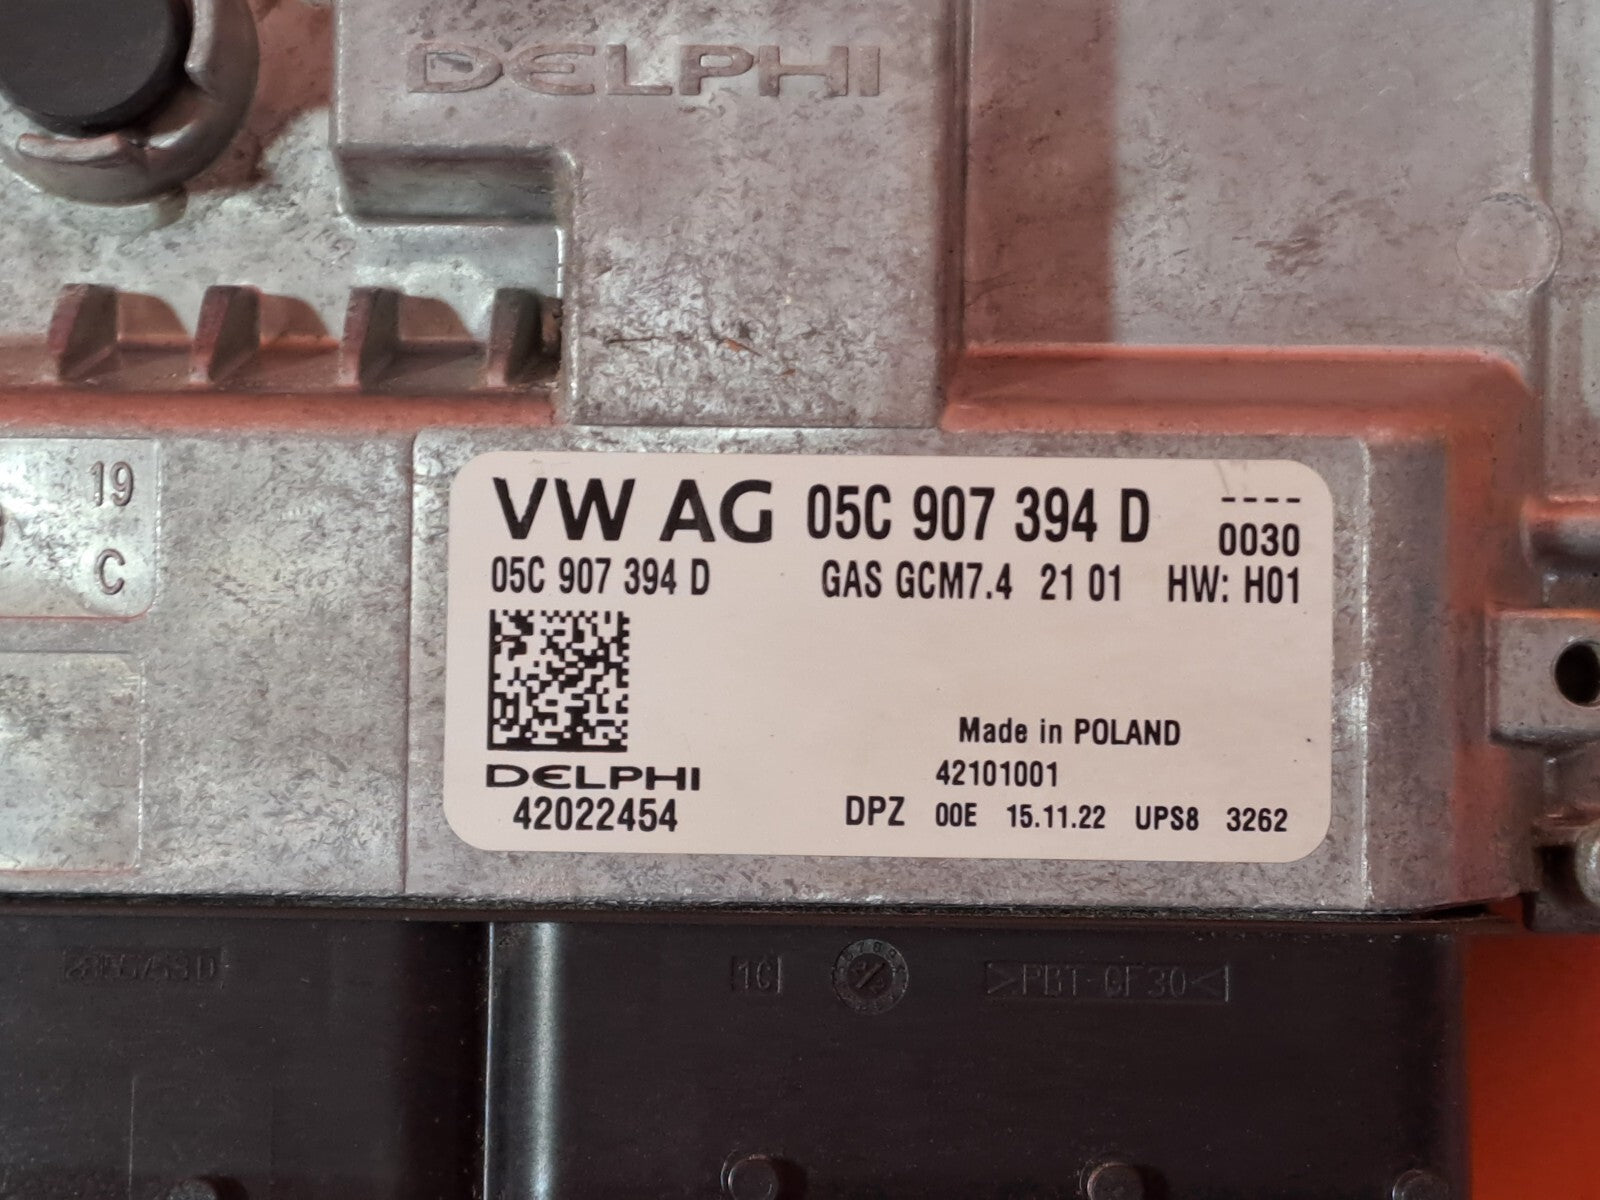 DELPHI
19
C
VW AG 05C 907 394 D ----
0030
05C 907 394 D GAS GCM7.4 21 01 HW: H01
Made in POLAND
DELPHI 42101001
42022454 DPZ 00E 15.11.22 UPS8 3262
1C >PBT-GF30<